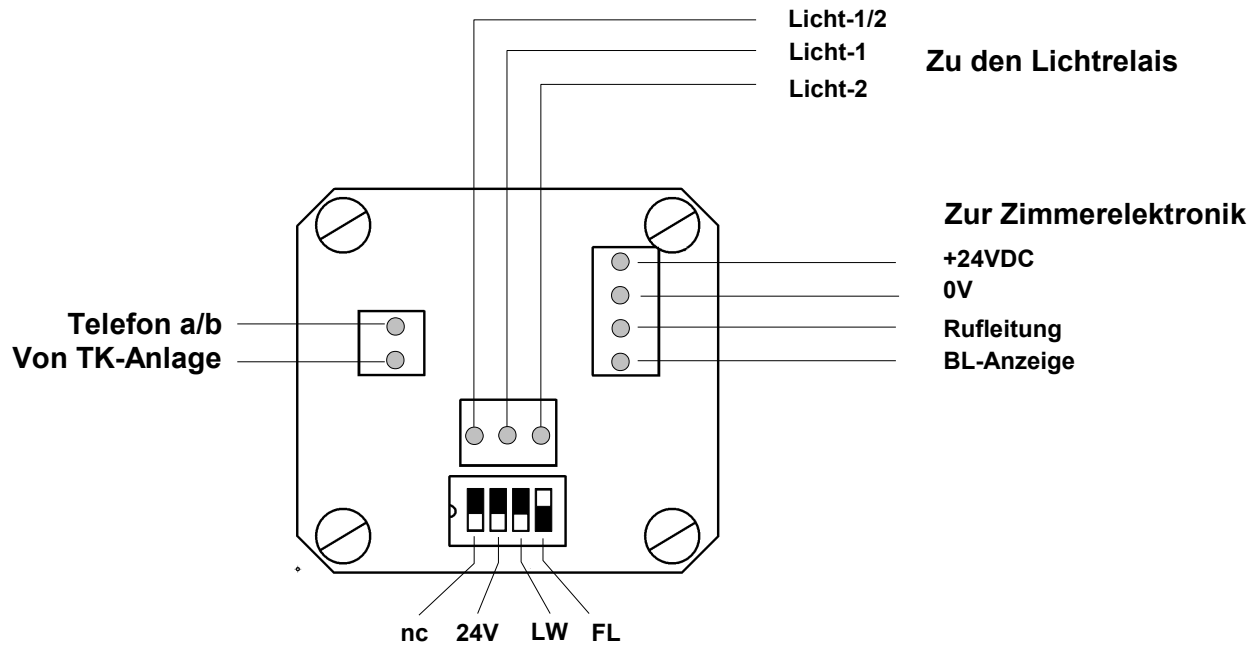 Licht-1/2
Licht-1
Zu den Lichtrelais
Licht-2
Zur Zimmerelektronik
+24VDC
0V
Rufleitung
BL-Anzeige
Telefon a/b
Von TK-Anlage
nc 24V LW FL